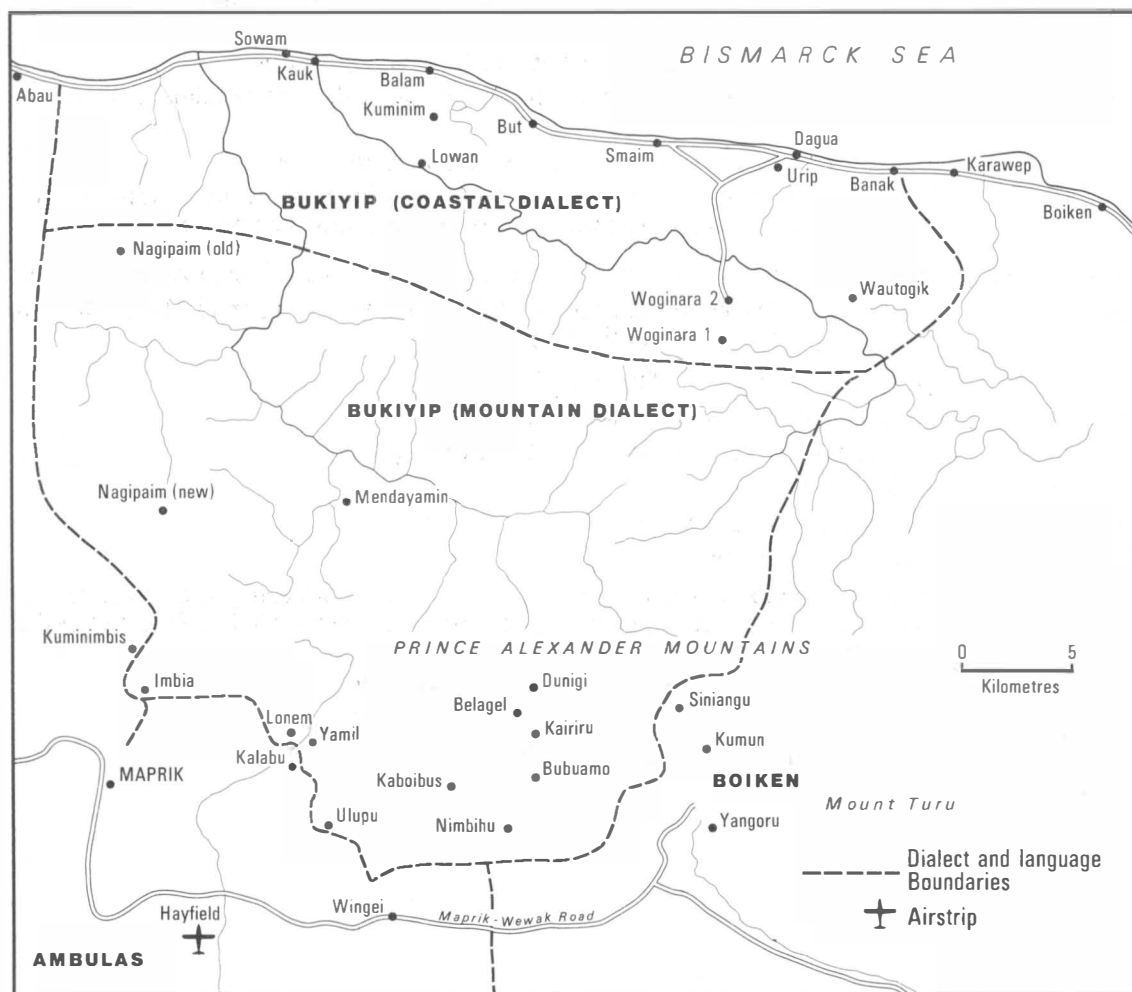 BISMARCK SEA
Sowam
Kauk
Balam
Abau
Kuminim
But
Lowan
Smaim
Dagua
Urip
Banak
Karawep
Boiken
BUKIYIP (COASTAL DIALECT)
Nagipaim (old)
Woginara 2
Wautogik
Woginara 1
BUKIYIP (MOUNTAIN DIALECT)
Nagipaim (new)
Mendayamin
Kuminimbis
PRINCE ALEXANDER MOUNTAINS
0 5
Kilometres
Imbia
Dunigi
Belagel
Siniangu
Lonem
Yamil
Kairiru
Kumun
Kalabu
MAPRIK
Kaboibus
Bubuamo
BOIKEN
Mount Turu
Ulupu
Nimbihu
Yangoru
Dialect and language
Boundaries
Hayfield
Wingei
Maprik-Wewak Road
Airstrip
AMBULAS